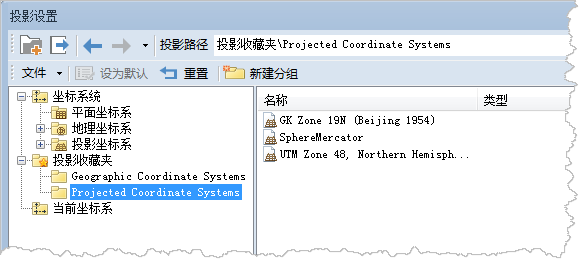 投影设置
投影路径 投影收藏夹\Projected Coordinate Systems
文件 设为默认 重置 新建分组
坐标系统
平面坐标系
地理坐标系
投影坐标系
投影收藏夹
Geographic Coordinate Systems
Projected Coordinate Systems
当前坐标系
名称 类型
GK Zone 19N (Beijing 1954)
SphereMercator
UTM Zone 48, Northern Hemisph...